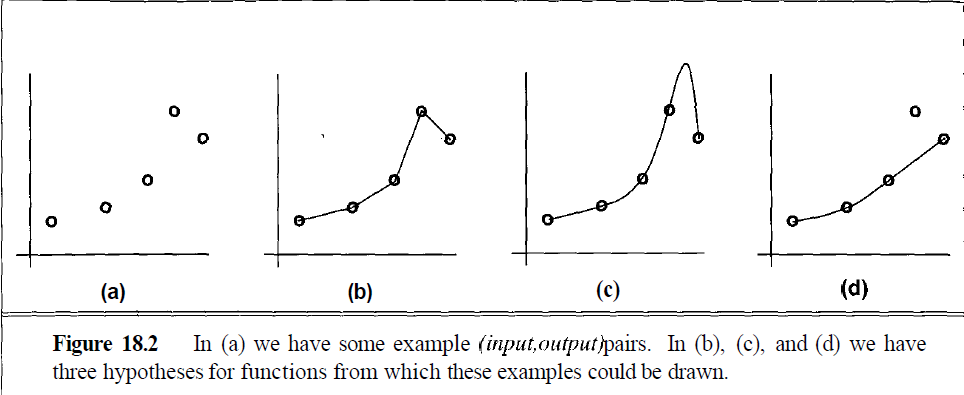 (a) (b) (c) (d)
Figure 18.2 In (a) we have some example (input,output)pairs. In (b), (c), and (d) we have
three hypotheses for functions from which these examples could be drawn.